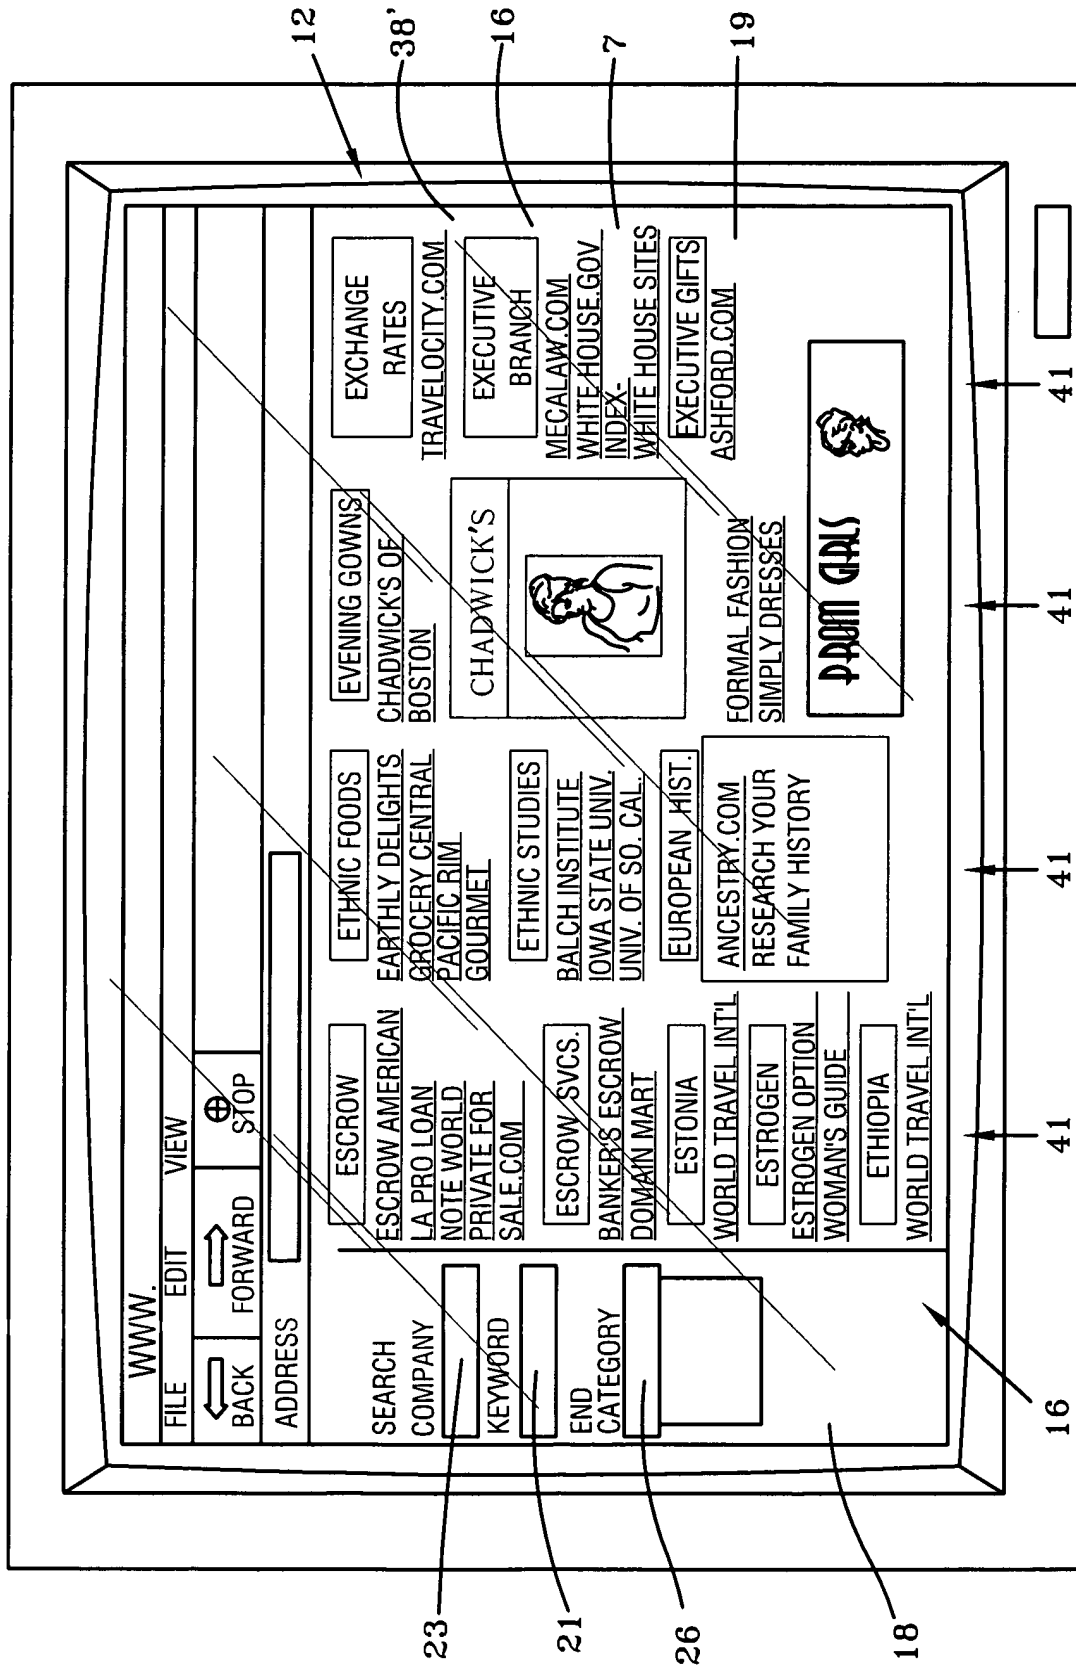 WWW.
FILE EDIT VIEW
BACK FORWARD STOP
ADDRESS
SEARCH
COMPANY
KEYWORD
END
CATEGORY
ESCROW
ESCROW AMERICAN
LA PRO LOAN
NOTE WORLD
PRIVATE FOR
SALE.COM
ESCROW SVCS.
BANKER'S ESCROW
DOMAIN MART
ESTONIA
WORLD TRAVEL INT'L
ESTROGEN
ESTROGEN OPTION
WOMAN'S GUIDE
ETHIOPIA
WORLD TRAVEL INT'L
ETHNIC FOODS
EARTHLY DELIGHTS
GROCERY CENTRAL
PACIFIC RIM
GOURMET
ETHNIC STUDIES
BALCH INSTITUTE
IOWA STATE UNIV.
UNIV. OF SO. CAL.
EUROPEAN HIST.
ANCESTRY.COM
RESEARCH YOUR
FAMILY HISTORY
EVENING GOWNS
CHADWICK'S OF
BOSTON
CHADWICK'S
FORMAL FASHION
SIMPLY DRESSES
PROM GIRLS
EXCHANGE
RATES
TRAVELOCITY.COM
EXECUTIVE
BRANCH
MECALAW.COM
WHITE HOUSE.GOV
INDEX-
WHITE HOUSE SITES
EXECUTIVE GIFTS
ASHFORD.COM
12
38'
16
7
19
23
21
26
18
16
41
41
41
41